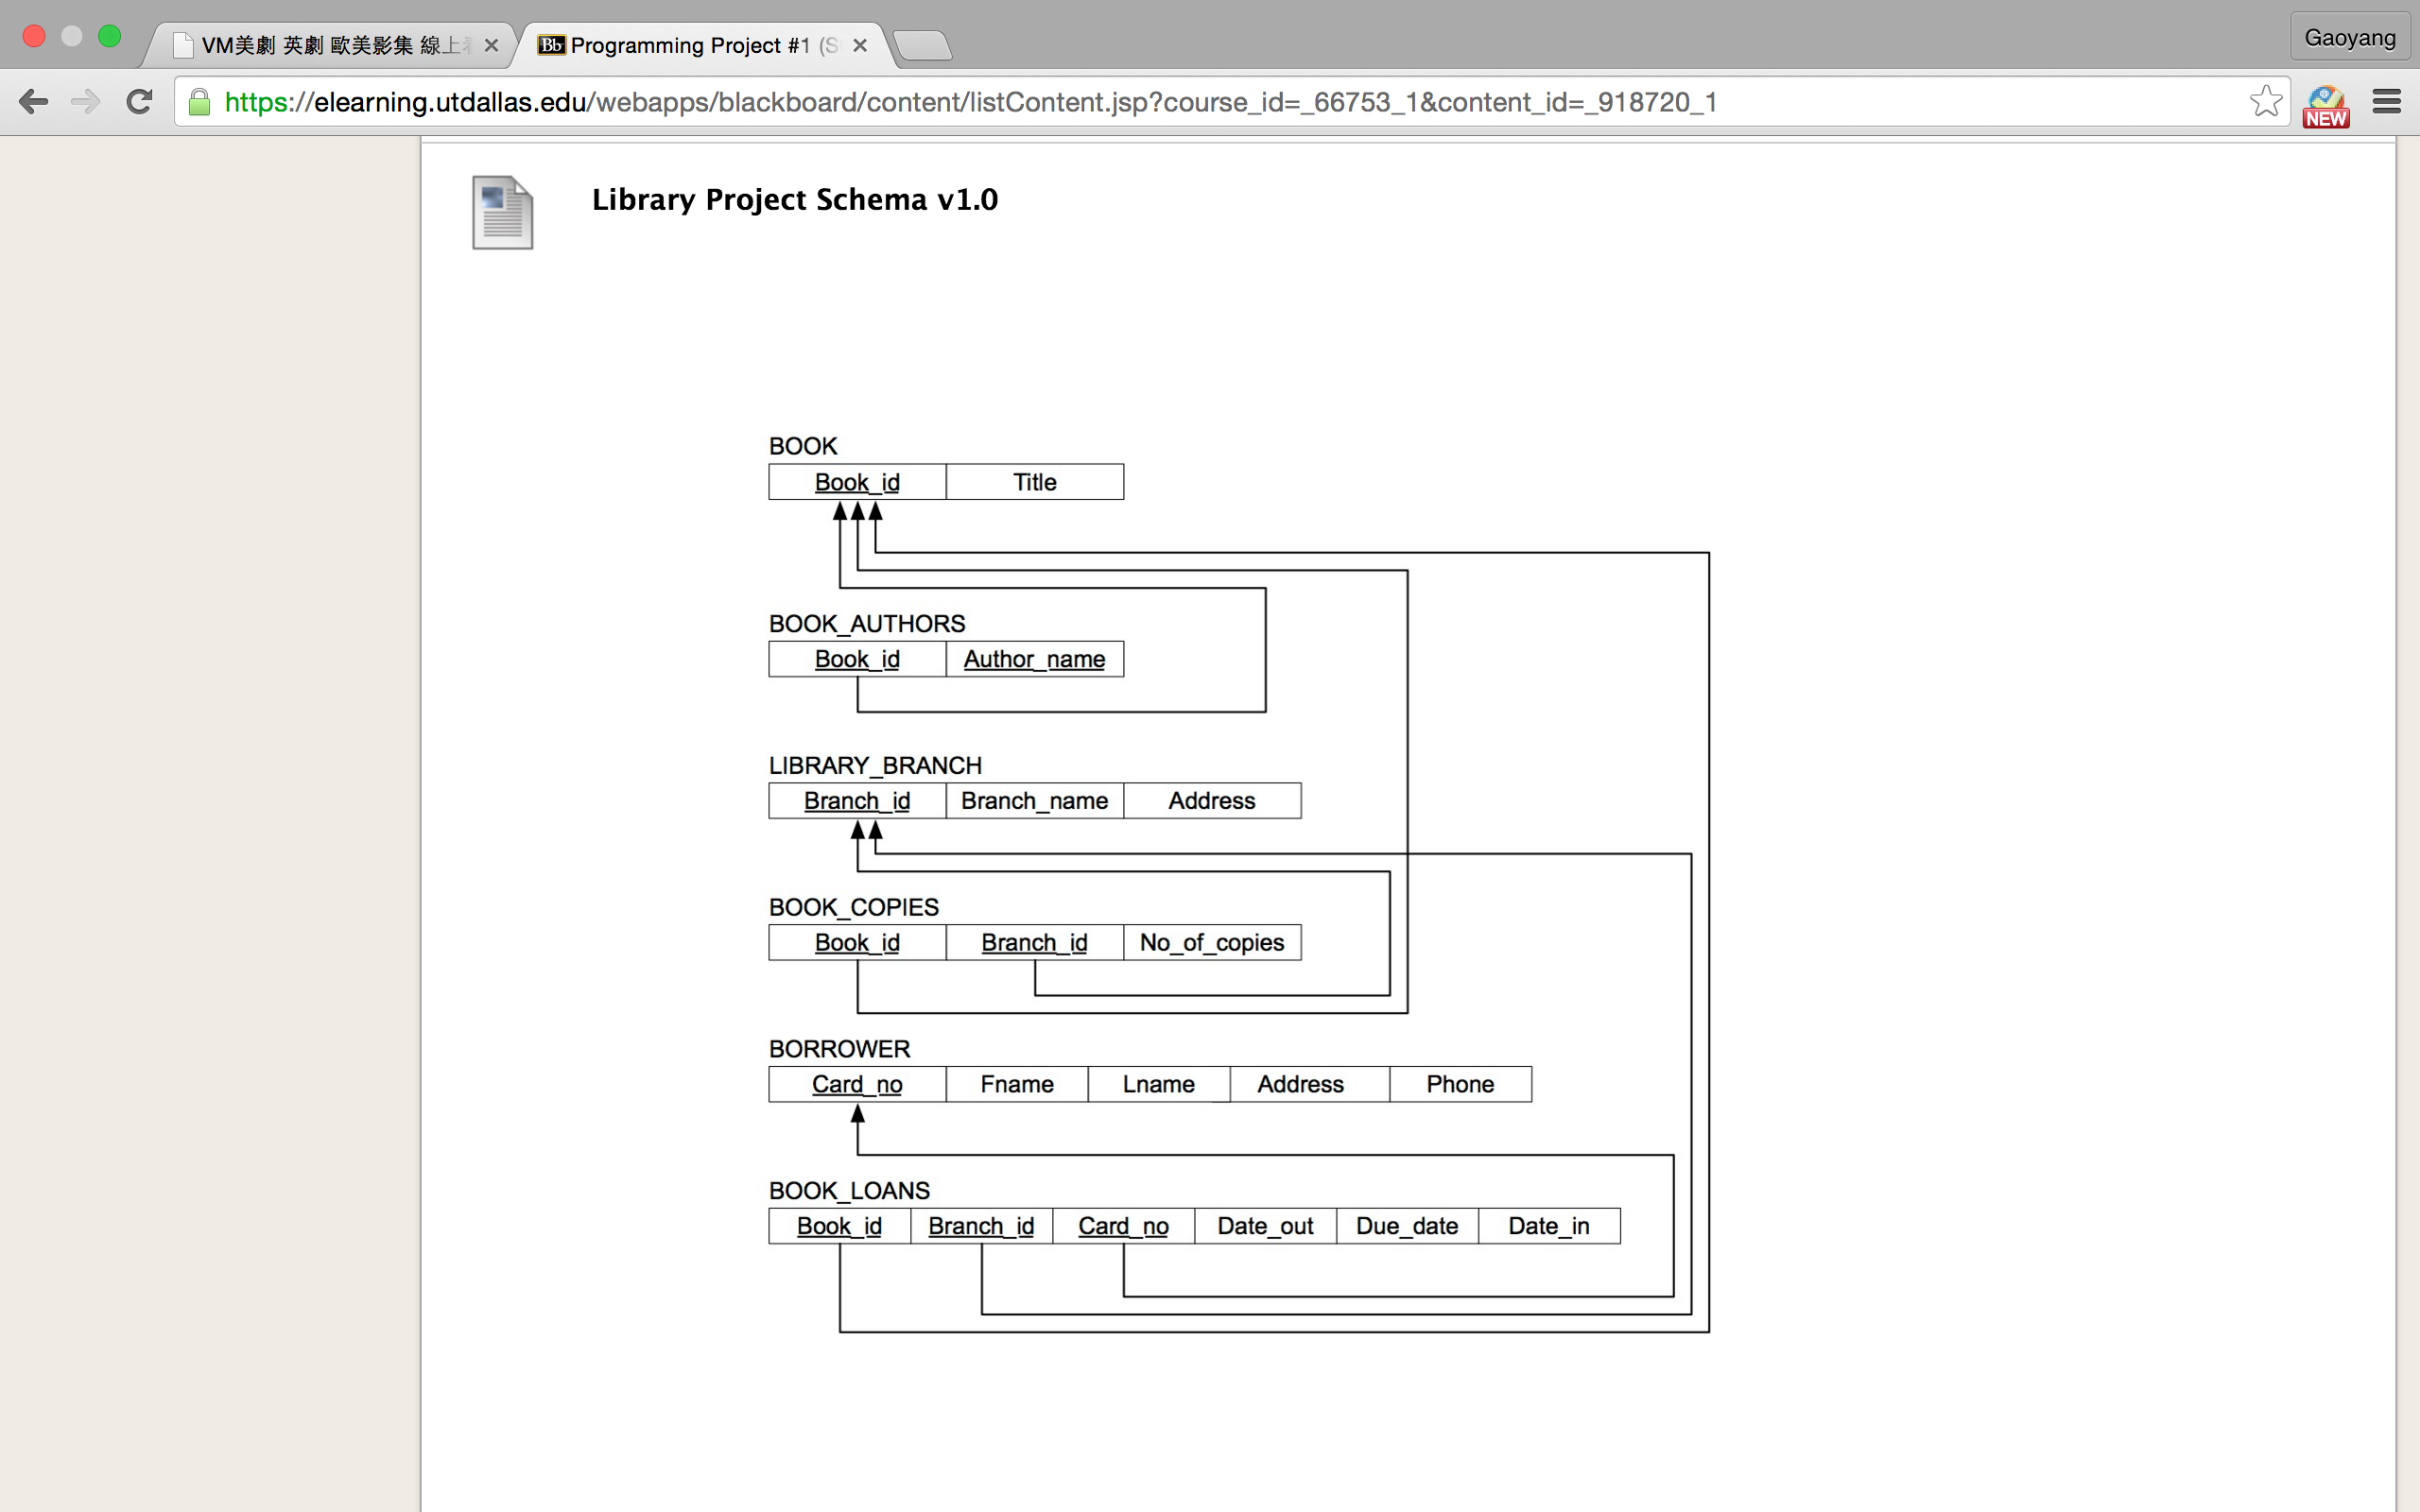 VM美劇 英劇 歐美影集 線上
Bb Programming Project #1 (S
Gaoyang
https://elearning.utdallas.edu/webapps/blackboard/content/listContent.jsp?course_id=_66753_1&content_id=_918720_1
NEW
Library Project Schema v1.0
BOOK
Book_id Title
BOOK_AUTHORS
Book_id Author_name
LIBRARY_BRANCH
Branch_id Branch_name Address
BOOK_COPIES
Book_id Branch_id No_of_copies
BORROWER
Card_no Fname Lname Address Phone
BOOK_LOANS
Book_id Branch_id Card_no Date_out Due_date Date_in